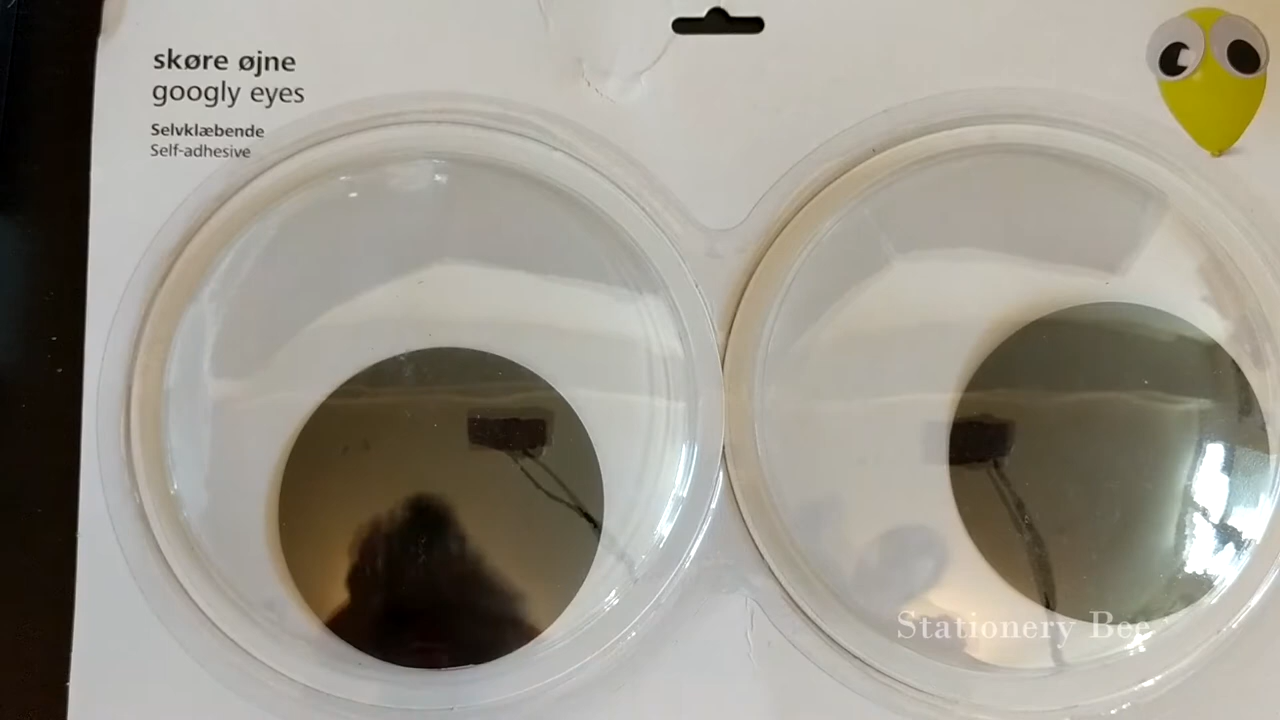 skøre øjne
googly eyes
Selvklæbende
Self-adhesive
Stationery Bee